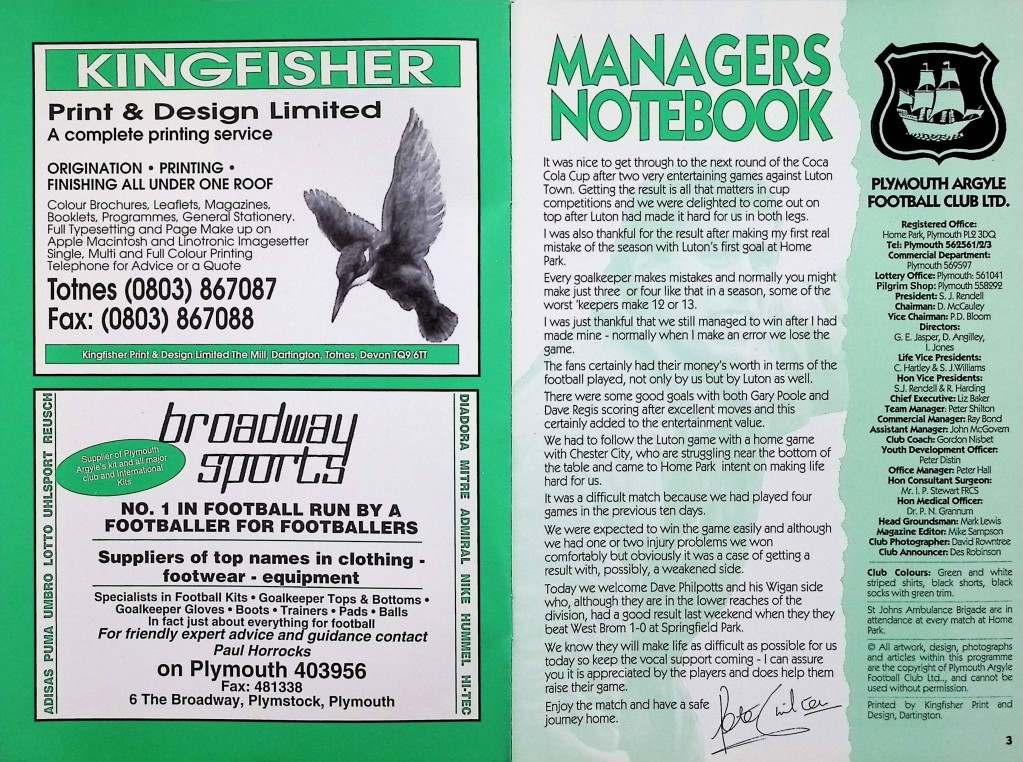 KINGFISHER
Print & Design Limited
A complete printing service
ORIGINATION • PRINTING •
FINISHING ALL UNDER ONE ROOF
Colour Brochures, Leaflets, Magazines,
Booklets, Programmes, General Stationery.
Full Typesetting and Page Make up on
Apple Macintosh and Linotronic Imagesetter
Single, Multi and Full Colour Printing
Telephone for Advice or a Quote
Totnes (0803) 867087
Fax: (0803) 867088
Kingfisher Print & Design Limited The Mill, Dartington, Totnes, Devon TQ9 6TT
ADISAS PUMA UMBRO LOTTO UHLSPORT REUSCH
broadway
sports
Supplier of Plymouth
Argyle's kit and all major
club and International
Kits
NO. 1 IN FOOTBALL RUN BY A
FOOTBALLER FOR FOOTBALLERS
Suppliers of top names in clothing -
footwear - equipment
Specialists in Football Kits • Goalkeeper Tops & Bottoms •
Goalkeeper Gloves • Boots • Trainers • Pads • Balls
In fact just about everything for football
For friendly expert advice and guidance contact
Paul Horrocks
on Plymouth 403956
Fax: 481338
6 The Broadway, Plymstock, Plymouth
DIADORA MITRE ADMIRAL NIKE HUMMEL HI-TEC
MANAGERS
NOTEBOOK
It was nice to get through to the next round of the Coca
Cola Cup after two very entertaining games against Luton
Town. Getting the result is all that matters in cup
competitions and we were delighted to come out on
top after Luton had made it hard for us in both legs.
I was also thankful for the result after making my first real
mistake of the season with Luton's first goal at Home
Park.
Every goalkeeper makes mistakes and normally you might
make just three or four like that in a season, some of the
worst 'keepers make 12 or 13.
I was just thankful that we still managed to win after I had
made mine - normally when I make an error we lose the
game.
The fans certainly had their money's worth in terms of the
football played, not only by us but by Luton as well.
There were some good goals with both Gary Poole and
Dave Regis scoring after excellent moves and this
certainly added to the entertainment value.
We had to follow the Luton game with a home game
with Chester City, who are struggling near the bottom of
the table and came to Home Park intent on making life
hard for us.
It was a difficult match because we had played four
games in the previous ten days.
We were expected to win the game easily and although
we had one or two injury problems we won
comfortably but obviously it was a case of getting a
result with, possibly, a weakened side.
Today we welcome Dave Philpotts and his Wigan side
who, although they are in the lower reaches of the
division, had a good result last weekend when they
beat West Brom 1-0 at Springfield Park.
We know they will make life as difficult as possible for us
today so keep the vocal support coming - I can assure
you it is appreciated by the players and does help them
raise their game.
Enjoy the match and have a safe
journey home.
Peter Shilton
PLYMOUTH ARGYLE
FOOTBALL CLUB LTD.
Registered Office:
Home Park, Plymouth PL2 3DQ
Tel: Plymouth 562561/2/3
Commercial Department:
Plymouth 569597
Lottery Office: Plymouth: 561041
Pilgrim Shop: Plymouth 558292
President: S. J. Rendell
Chairman: D. McCauley
Vice Chairman: P.D. Bloom
Directors:
G. E. Jasper, D. Angilley,
I. Jones
Life Vice Presidents:
C. Hartley & S. J.Williams
Hon Vice Presidents:
S.J. Rendell & R. Harding
Chief Executive: Liz Baker
Team Manager: Peter Shilton
Commercial Manager: Ray Bond
Assistant Manager: John McGovern
Club Coach: Gordon Nisbet
Youth Development Officer:
Peter Distin
Office Manager: Peter Hall
Hon Consultant Surgeon:
Mr. I. P. Stewart FRCS
Hon Medical Officer:
Dr. P. N. Grannum
Head Groundsman: Mark Lewis
Magazine Editor: Mike Sampson
Club Photographer: David Rowntree
Club Announcer: Des Robinson
Club Colours: Green and white
striped shirts, black shorts, black
socks with green trim.
St Johns Ambulance Brigade are in
attendance at every match at Home
Park.
© All artwork, design, photographs
and articles within this programme
are the copyright of Plymouth Argyle
Football Club Ltd.., and cannot be
used without permission.
Printed by Kingfisher Print and
Design, Dartington.
3